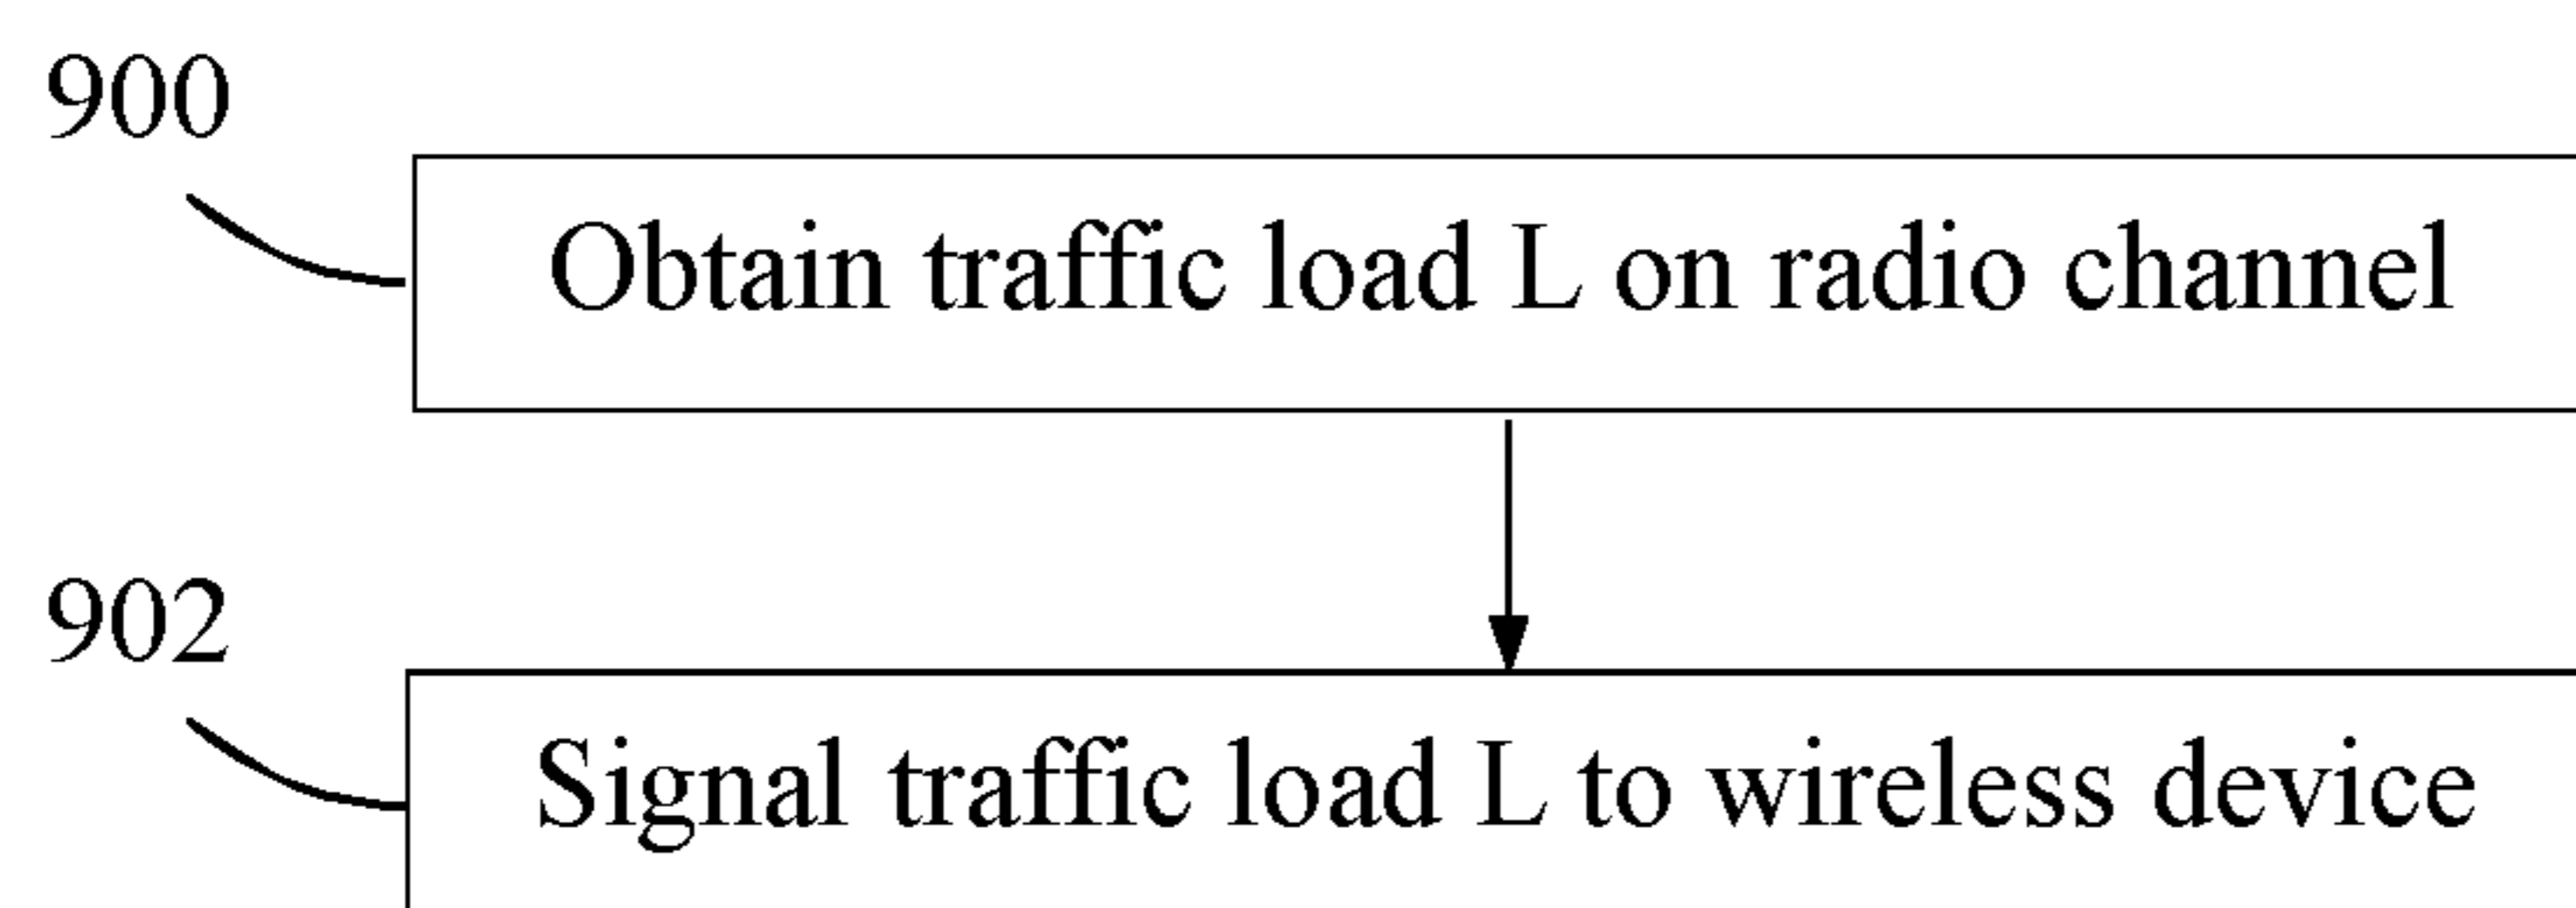 900
Obtain traffic load L on radio channel
902
Signal traffic load L to wireless device